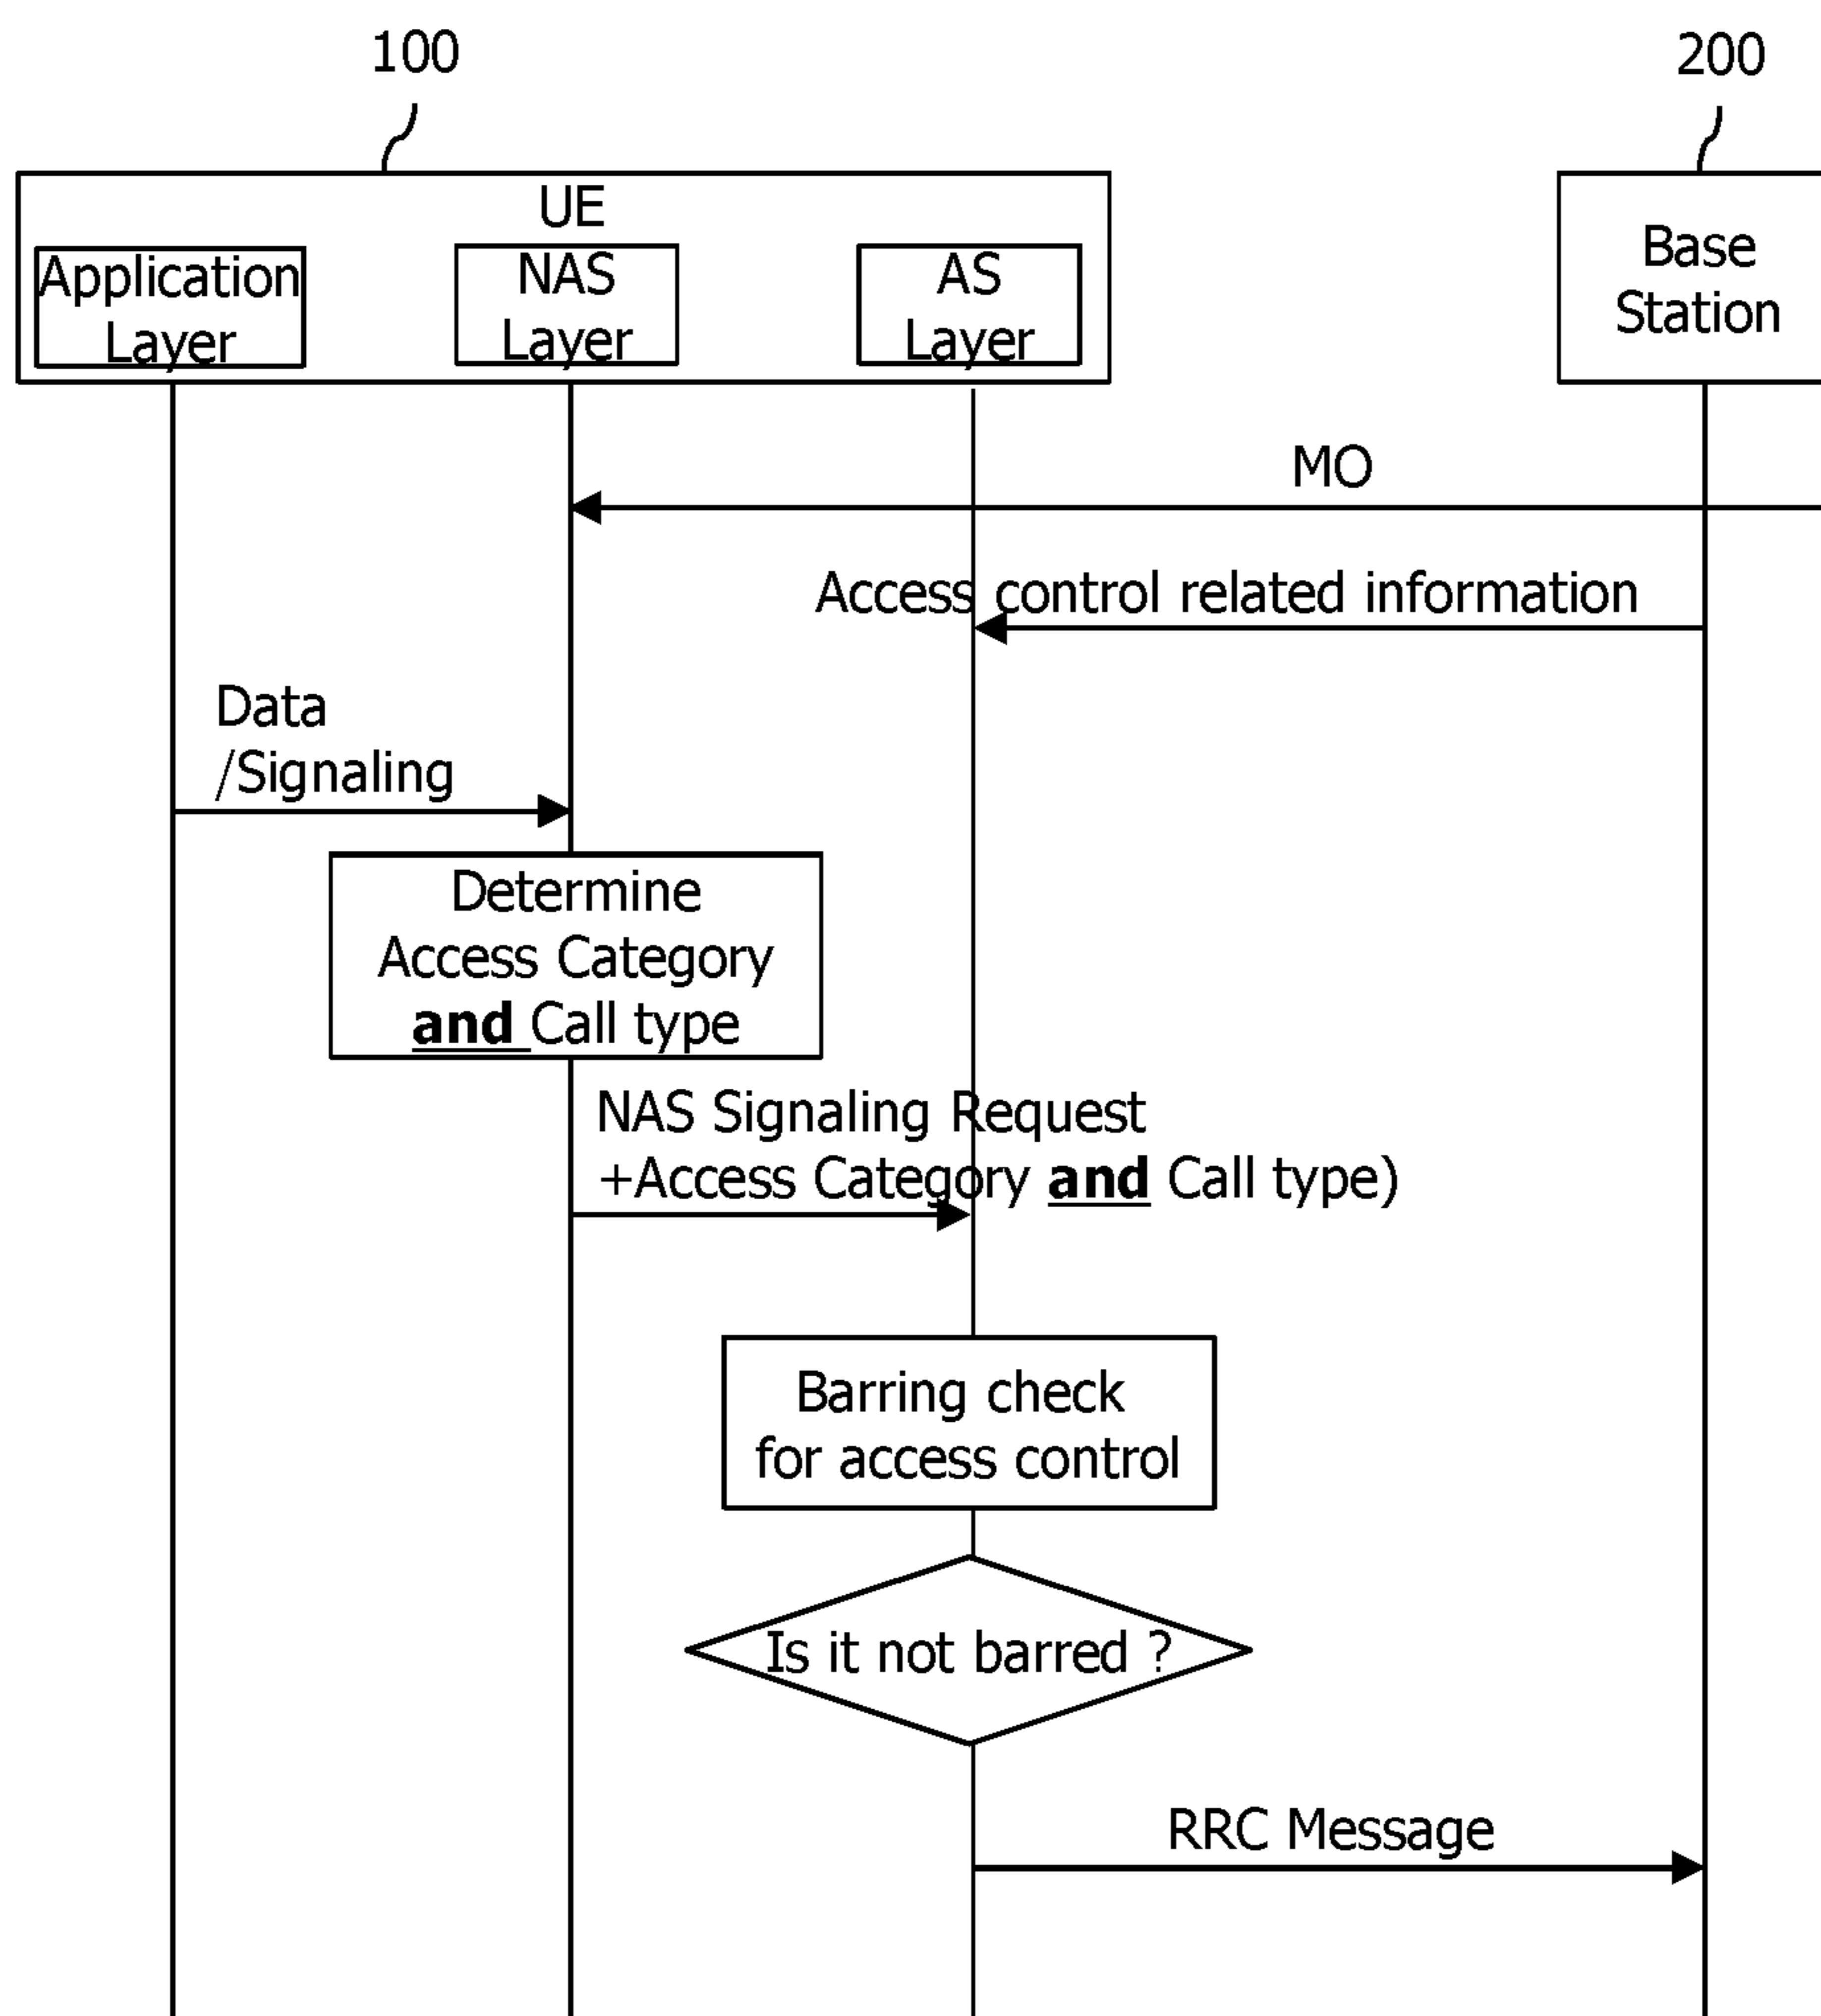 100
200
UE
Application
Layer
NAS
Layer
AS
Layer
Base
Station
MO
Access control related information
Data
/Signaling
Determine
Access Category
and Call type
NAS Signaling Request
+Access Category and Call type)
Barring check
for access control
Is it not barred ?
RRC Message